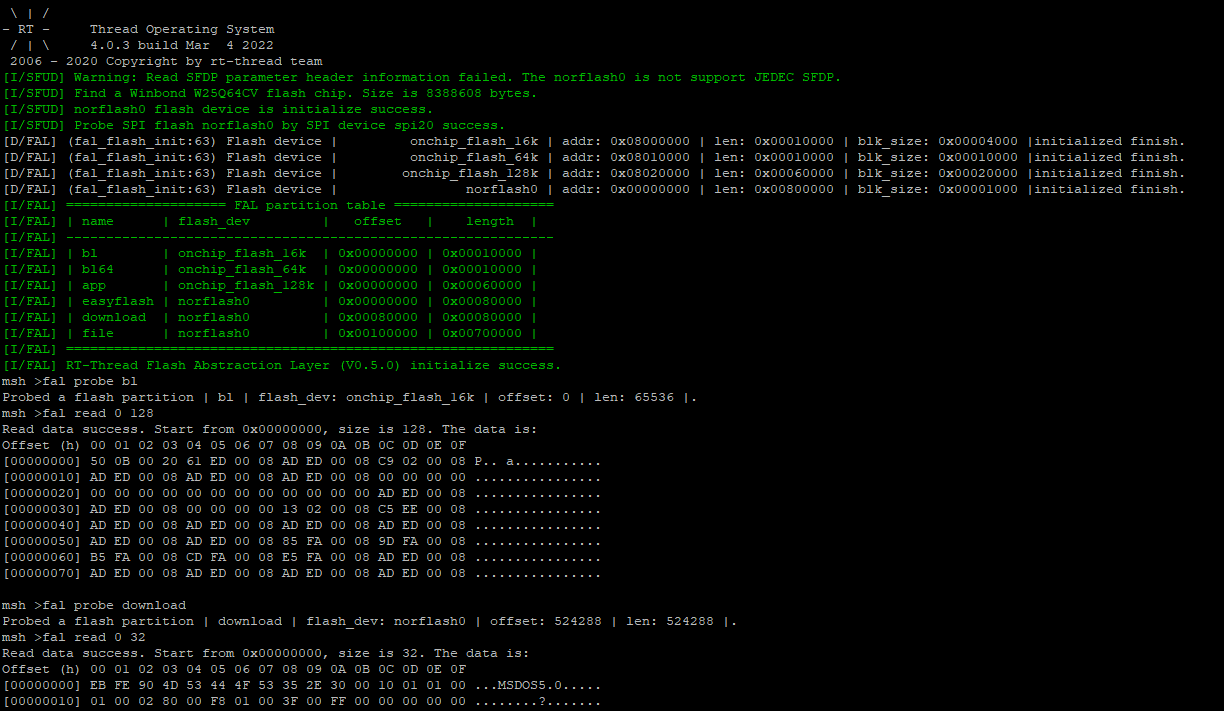 \ | /
- RT -     Thread Operating System
 / | \     4.0.3 build Mar  4 2022
 2006 - 2020 Copyright by rt-thread team
[I/SFUD] Warning: Read SFDP parameter header information failed. The norflash0 is not support JEDEC SFDP.
[I/SFUD] Find a Winbond W25Q64CV flash chip. Size is 8388608 bytes.
[I/SFUD] norflash0 flash device is initialize success.
[I/SFUD] Probe SPI flash norflash0 by SPI device spi20 success.
[D/FAL] (fal_flash_init:63) Flash device |         onchip_flash_16k | addr: 0x08000000 | len: 0x00010000 | blk_size: 0x00004000 |initialized finish.
[D/FAL] (fal_flash_init:63) Flash device |         onchip_flash_64k | addr: 0x08010000 | len: 0x00010000 | blk_size: 0x00010000 |initialized finish.
[D/FAL] (fal_flash_init:63) Flash device |        onchip_flash_128k | addr: 0x08020000 | len: 0x00060000 | blk_size: 0x00020000 |initialized finish.
[D/FAL] (fal_flash_init:63) Flash device |                norflash0 | addr: 0x00000000 | len: 0x00800000 | blk_size: 0x00001000 |initialized finish.
[I/FAL] ==================== FAL partition table ====================
[I/FAL] | name      | flash_dev         |   offset   |    length  |
[I/FAL] -------------------------------------------------------------
[I/FAL] | bl        | onchip_flash_16k  | 0x00000000 | 0x00010000 |
[I/FAL] | bl64      | onchip_flash_64k  | 0x00000000 | 0x00010000 |
[I/FAL] | app       | onchip_flash_128k | 0x00000000 | 0x00060000 |
[I/FAL] | easyflash | norflash0         | 0x00000000 | 0x00080000 |
[I/FAL] | download  | norflash0         | 0x00080000 | 0x00080000 |
[I/FAL] | file      | norflash0         | 0x00100000 | 0x00700000 |
[I/FAL] =============================================================
[I/FAL] RT-Thread Flash Abstraction Layer (V0.5.0) initialize success.
msh >fal probe bl
Probed a flash partition | bl | flash_dev: onchip_flash_16k | offset: 0 | len: 65536 |.
msh >fal read 0 128
Read data success. Start from 0x00000000, size is 128. The data is:
Offset (h) 00 01 02 03 04 05 06 07 08 09 0A 0B 0C 0D 0E 0F
[00000000] 50 0B 00 20 61 ED 00 08 AD ED 00 08 C9 02 00 08 P.. a...........
[00000010] AD ED 00 08 AD ED 00 08 AD ED 00 08 00 00 00 00 ................
[00000020] 00 00 00 00 00 00 00 00 00 00 00 00 AD ED 00 08 ................
[00000030] AD ED 00 08 00 00 00 00 13 02 00 08 C5 EE 00 08 ................
[00000040] AD ED 00 08 AD ED 00 08 AD ED 00 08 AD ED 00 08 ................
[00000050] AD ED 00 08 AD ED 00 08 85 FA 00 08 9D FA 00 08 ................
[00000060] B5 FA 00 08 CD FA 00 08 E5 FA 00 08 AD ED 00 08 ................
[00000070] AD ED 00 08 AD ED 00 08 AD ED 00 08 AD ED 00 08 ................
msh >fal probe download
Probed a flash partition | download | flash_dev: norflash0 | offset: 524288 | len: 524288 |.
msh >fal read 0 32
Read data success. Start from 0x00000000, size is 32. The data is:
Offset (h) 00 01 02 03 04 05 06 07 08 09 0A 0B 0C 0D 0E 0F
[00000000] EB FE 90 4D 53 44 4F 53 35 2E 30 00 10 01 01 00 ...MSDOS5.0.....
[00000010] 01 00 02 80 00 F8 01 00 3F 00 FF 00 00 00 00 00 ........?.......